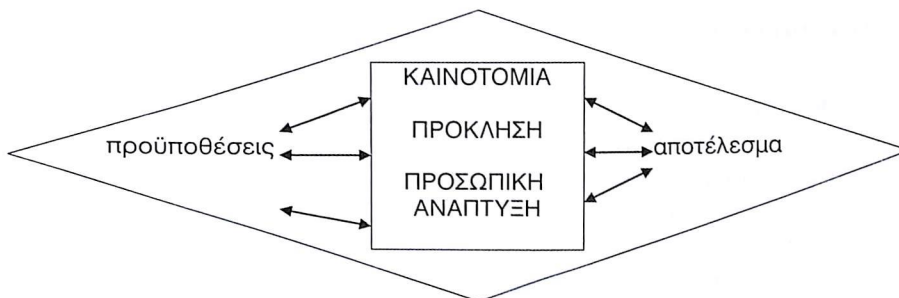 ΚΑΙΝΟΤΟΜΙΑ
ΠΡΟΚΛΗΣΗ
προϋποθέσεις
αποτέλεσμα
ΠΡΟΣΩΠΙΚΗ
ΑΝΑΠΤΥΞΗ